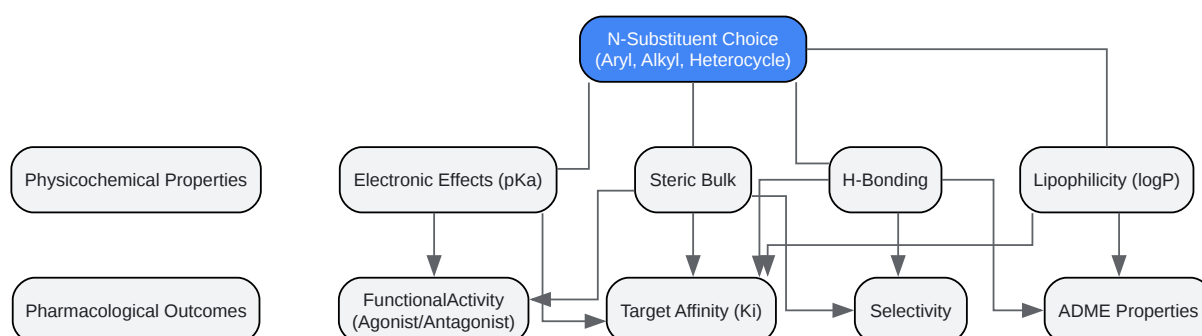 N-Substituent Choice
(Aryl, Alkyl, Heterocycle)
Physicochemical Properties
Electronic Effects (pKa)
Steric Bulk
H-Bonding
Lipophilicity (logP)
Pharmacological Outcomes
FunctionalActivity
(Agonist/Antagonist)
Target Affinity (Ki)
Selectivity
ADME Properties